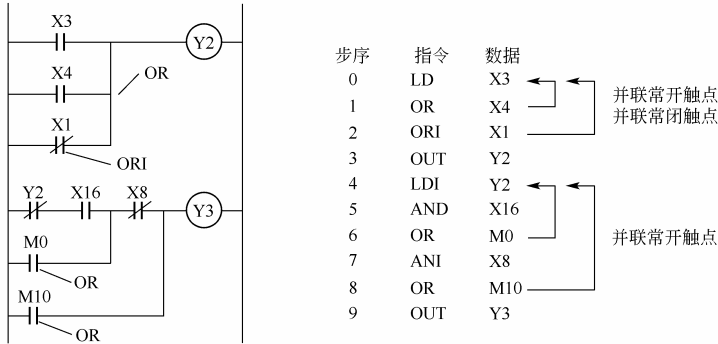 X3
Y2
X4
OR
X1
ORI
Y2 X16 X8
Y3
M0
OR
M10
OR
步序 指令 数据
0 LD X3
1 OR X4
2 ORI X1
3 OUT Y2
4 LDI Y2
5 AND X16
6 OR M0
7 ANI X8
8 OR M10
9 OUT Y3
并联常开触点
并联常闭触点
并联常开触点